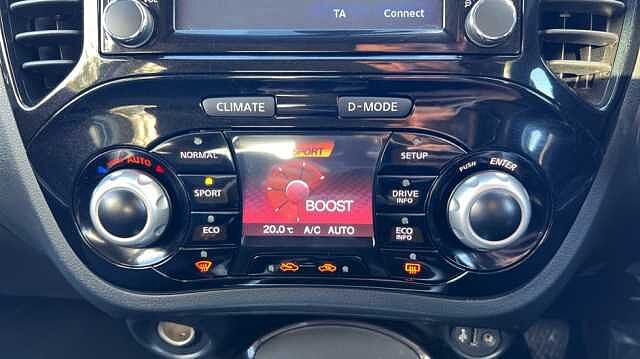 VOL
TA Connect
CLIMATE D-MODE
NORMAL
SPORT
ECO
AUTO
SPORT
BOOST
20.0℃ A/C AUTO
SETUP
DRIVE
INFO
ECO
INFO
PUSH ENTER